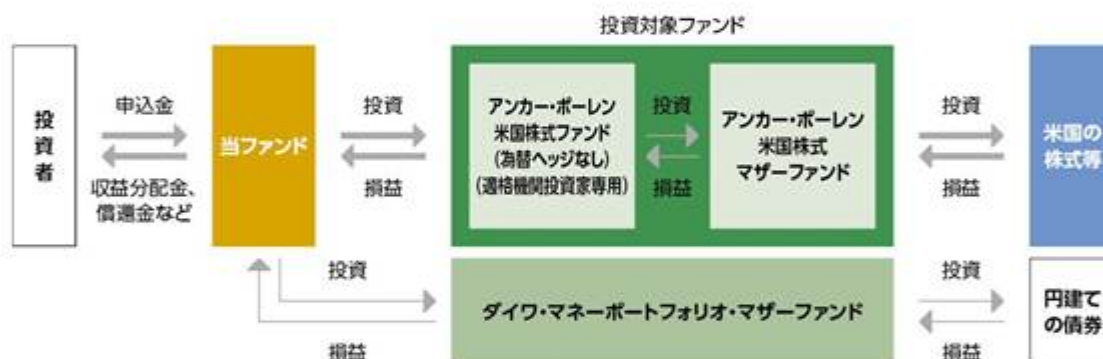 投資対象ファンド
投資者
申込金
収益分配金、
償還金など
当ファンド
投資
損益
アンカー・ボーレン
米国株式ファンド
(為替ヘッジなし)
(適格機関投資家専用)
投資
損益
アンカー・ボーレン
米国株式
マザーファンド
投資
損益
米国の
株式等
投資
損益
ダイワ・マネーポートフォリオ・マザーファンド
投資
損益
円建て
の債券